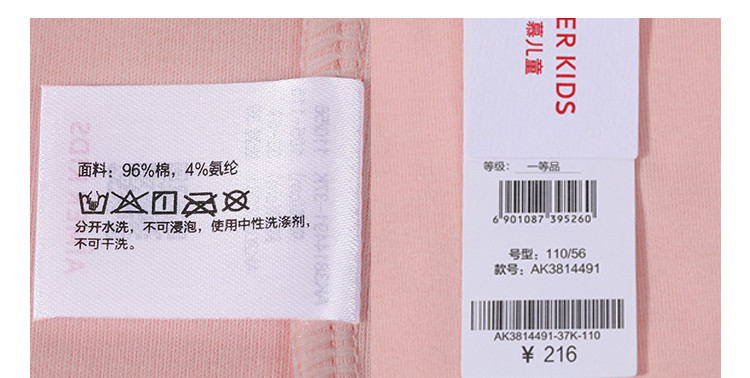 面料：96%棉，4%氨纶
分开水洗，不可浸泡，使用中性洗涤剂，
不可干洗。
ER KIDS
慕儿童
等级： 一等品
6 901087 395260
号型：110/56
款号：AK3814491
AK3814491-37K-110
¥ 216